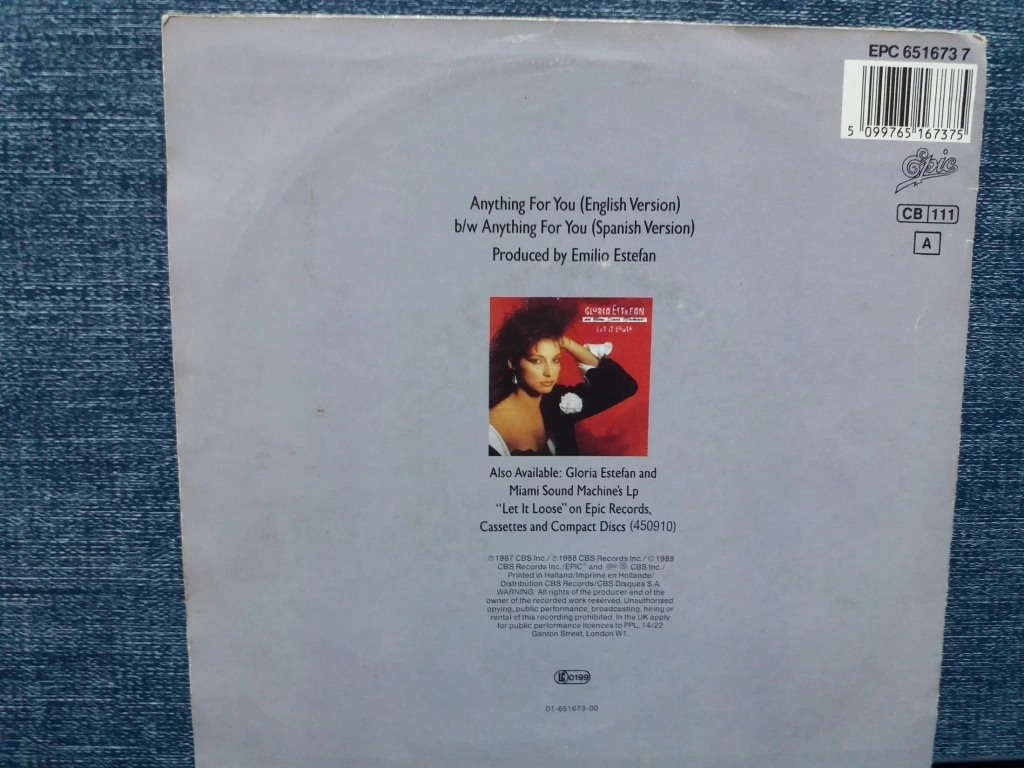 EPC 651673 7
5 099765 167375
Epic
CB 111
A
Anything For You (English Version)
b/w Anything For You (Spanish Version)
Produced by Emilio Estefan
GLORIA ESTEFAN
and Miami Sound Machine
LET IT LOOSE
Also Available: Gloria Estefan and
Miami Sound Machine's Lp
"Let It Loose" on Epic Records,
Cassettes and Compact Discs (450910)
℗ 1987 CBS Inc./ ℗ 1988 CBS Records Inc./ © 1988
CBS Records Inc./EPIC and CBS Inc./
Printed in Holland/Imprimé en Hollande/
Distribution CBS Records/CBS Disques S.A.
WARNING: All rights of the producer and of the
owner of the recorded work reserved. Unauthorised
opying, public performance, broadcasting, hiring or
rental of this recording prohibited. In the UK apply
for public performance licences to PPL, 14/22
Ganton Street, London W1.
LC 0199
01-651673-00